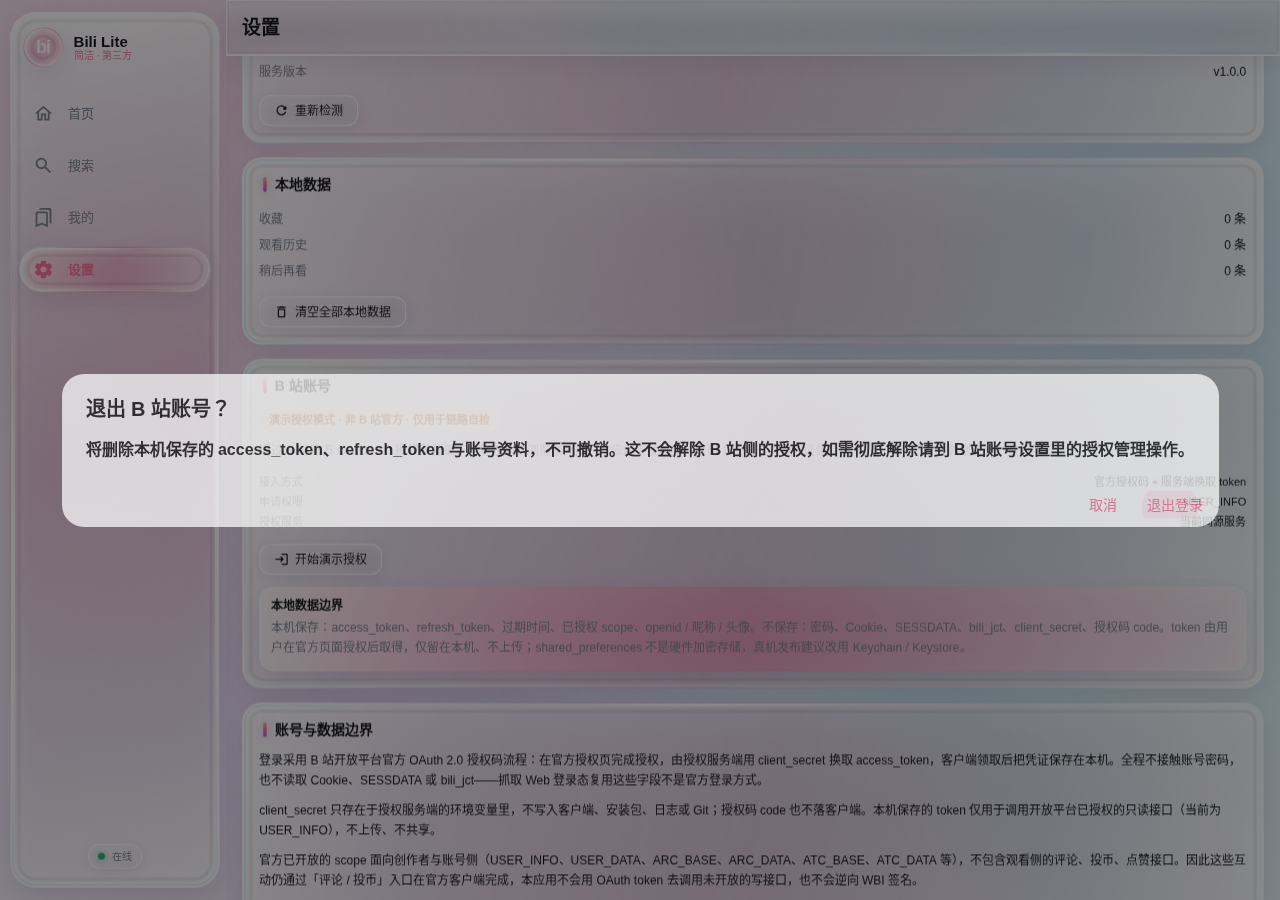 bi
Bili Lite
简洁 · 第三方
首页
搜索
我的
设置
在线
设置
服务版本 v1.0.0
重新检测
本地数据
收藏 0 条
观看历史 0 条
稍后再看 0 条
清空全部本地数据
B 站账号
演示授权模式 · 非 B 站官方 · 仅用于链路自检
退出 B 站账号？
将删除本机保存的 access_token、refresh_token 与账号资料，不可撤销。这不会解除 B 站侧的授权，如需彻底解除请到 B 站账号设置里的授权管理操作。
取消
退出登录
接入方式 官方授权码 + 服务端换取 token
申请权限 USER_INFO
授权服务 当前同源服务
开始演示授权
本地数据边界
本机保存：access_token、refresh_token、过期时间、已授权 scope、openid / 昵称 / 头像。不保存：密码、Cookie、SESSDATA、bili_jct、client_secret、授权码 code。token 由用
户在官方页面授权后取得，仅留在本机、不上传；shared_preferences 不是硬件加密存储，真机发布建议改用 Keychain / Keystore。
账号与数据边界
登录采用 B 站开放平台官方 OAuth 2.0 授权码流程：在官方授权页完成授权，由授权服务端用 client_secret 换取 access_token，客户端领取后把凭证保存在本机。全程不接触账号密码，
也不读取 Cookie、SESSDATA 或 bili_jct——抓取 Web 登录态复用这些字段不是官方登录方式。
client_secret 只存在于授权服务端的环境变量里，不写入客户端、安装包、日志或 Git；授权码 code 也不落客户端。本机保存的 token 仅用于调用开放平台已授权的只读接口（当前为
USER_INFO），不上传、不共享。
官方已开放的 scope 面向创作者与账号侧（USER_INFO、USER_DATA、ARC_BASE、ARC_DATA、ATC_BASE、ATC_DATA 等），不包含观看侧的评论、投币、点赞接口。因此这些互
动仍通过「评论 / 投币」入口在官方客户端完成，本应用不会用 OAuth token 去调用未开放的写接口，也不会逆向 WBI 签名。